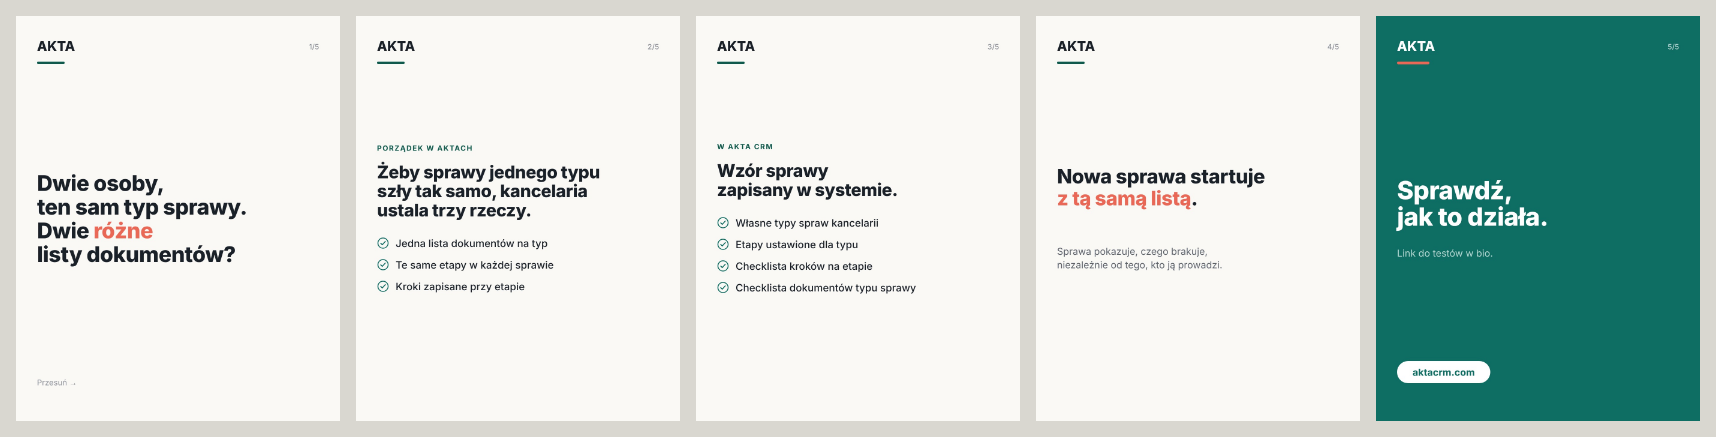 AKTA
1/5
Dwie osoby,
ten sam typ sprawy.
Dwie różne
listy dokumentów?
Przesuń →
AKTA
2/5
PORZĄDEK W AKTACH
Żeby sprawy jednego typu
szły tak samo, kancelaria
ustala trzy rzeczy.
Jedna lista dokumentów na typ
Te same etapy w każdej sprawie
Kroki zapisane przy etapie
AKTA
3/5
W AKTA CRM
Wzór sprawy
zapisany w systemie.
Własne typy spraw kancelarii
Etapy ustawione dla typu
Checklista kroków na etapie
Checklista dokumentów typu sprawy
AKTA
4/5
Nowa sprawa startuje
z tą samą listą.
Sprawa pokazuje, czego brakuje,
niezależnie od tego, kto ją prowadzi.
AKTA
5/5
Sprawdź,
jak to działa.
Link do testów w bio.
aktacrm.com